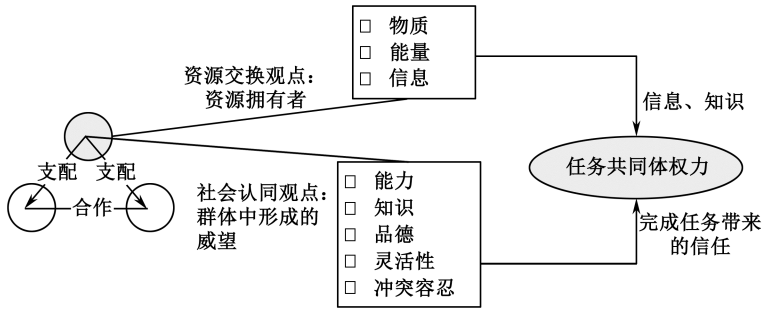 □ 物质
□ 能量
□ 信息
资源交换观点：
资源拥有者
信息、知识
任务共同体权力
支配 支配
合作
社会认同观点：
群体中形成的
威望
□ 能力
□ 知识
□ 品德
□ 灵活性
□ 冲突容忍
完成任务带来
的信任